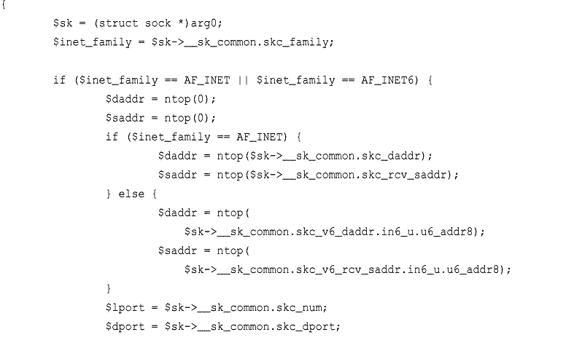 {
$sk = (struct sock *)arg0;
$inet_family = $sk->__sk_common.skc_family;
if ($inet_family == AF_INET || $inet_family == AF_INET6) {
$daddr = ntop(0);
$saddr = ntop(0);
if ($inet_family == AF_INET) {
$daddr = ntop($sk->__sk_common.skc_daddr);
$saddr = ntop($sk->__sk_common.skc_rcv_saddr);
} else {
$daddr = ntop(
$sk->__sk_common.skc_v6_daddr.in6_u.u6_addr8);
$saddr = ntop(
$sk->__sk_common.skc_v6_rcv_saddr.in6_u.u6_addr8);
}
$lport = $sk->__sk_common.skc_num;
$dport = $sk->__sk_common.skc_dport;